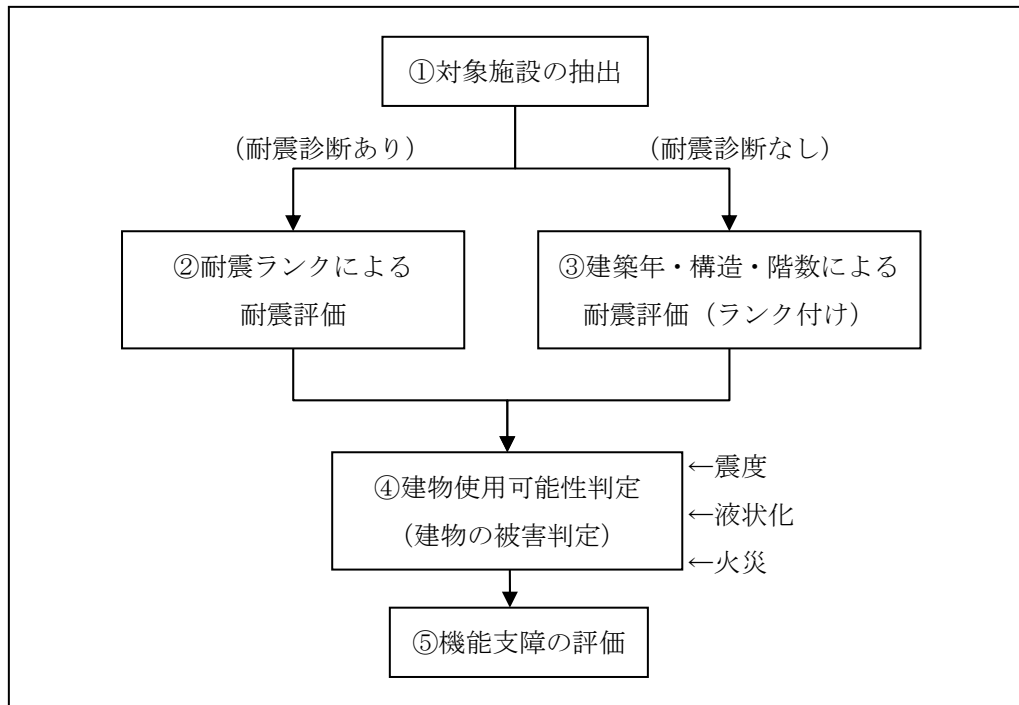 ①対象施設の抽出
（耐震診断あり）
（耐震診断なし）
②耐震ランクによる
耐震評価
③建築年・構造・階数による
耐震評価（ランク付け）
④建物使用可能性判定
（建物の被害判定）
←震度
←液状化
←火災
⑤機能支障の評価